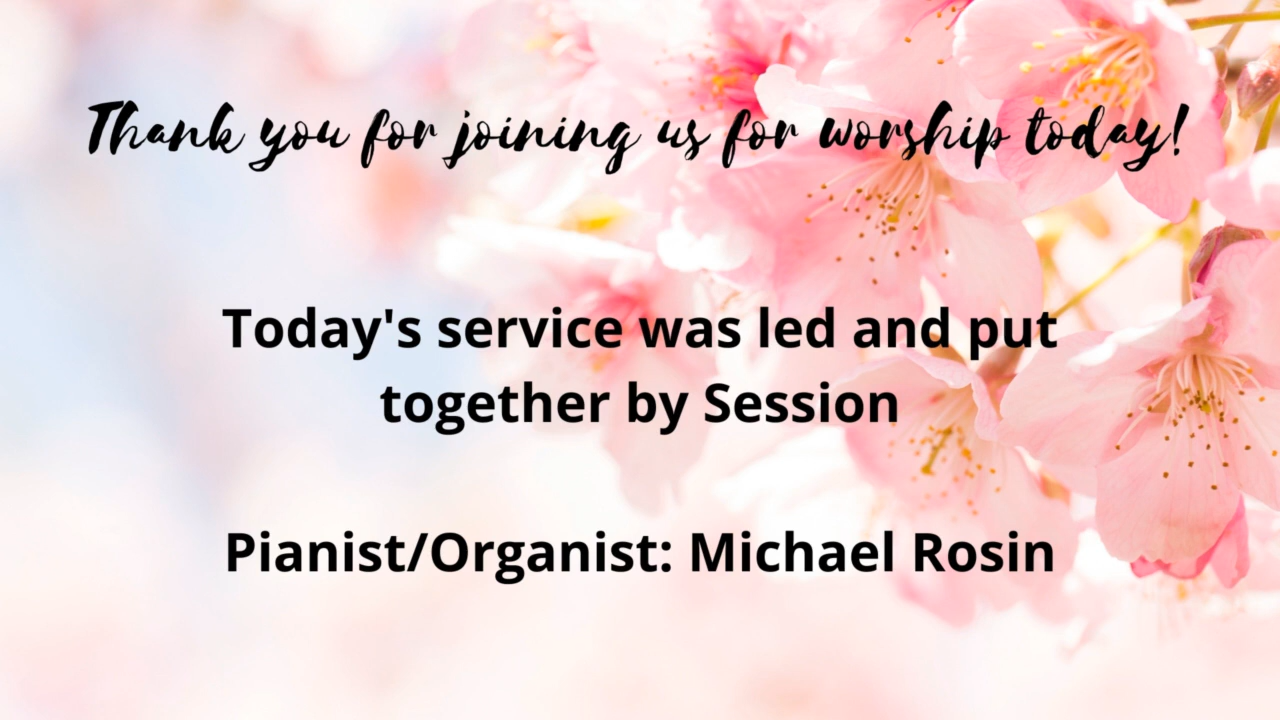 Thank you for joining us for worship today!
Today's service was led and put
together by Session
Pianist/Organist: Michael Rosin